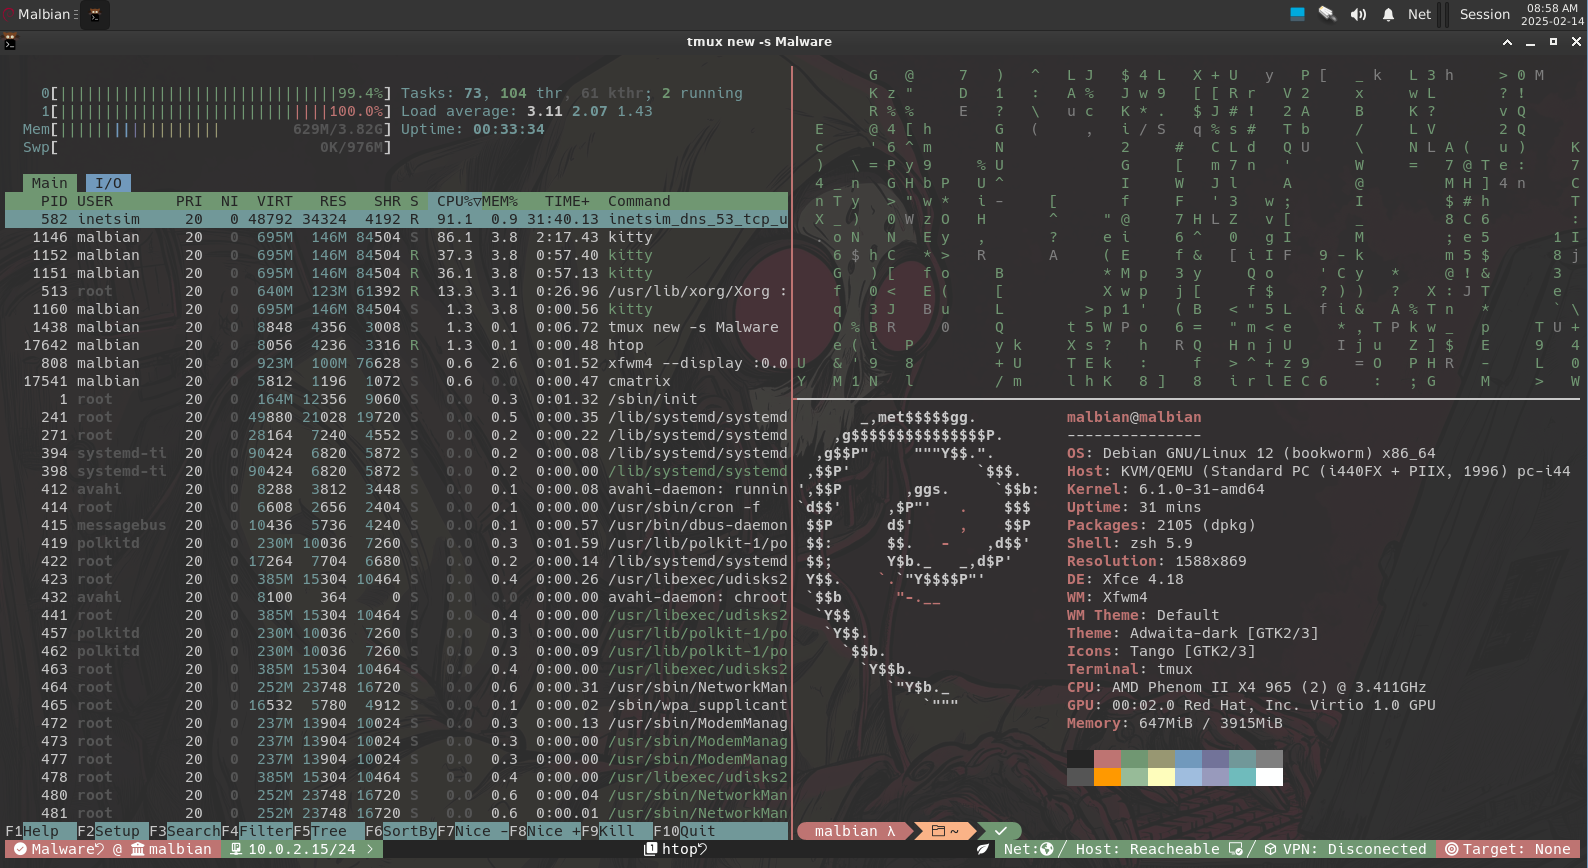 Malbian
Net
Session
08:58 AM
2025-02-14
tmux new -s Malware
0[ 99.4%] Tasks: 73, 104 thr, 61 kthr; 2 running
1[ 100.0%] Load average: 3.11 2.07 1.43
Mem[ 629M/3.82G] Uptime: 00:33:34
Swp[ 0K/976M]
Main I/O
PID USER PRI NI VIRT RES SHR S CPU%▽MEM% TIME+ Command
582 inetsim 20 0 48792 34324 4192 R 91.1 0.9 31:40.13 inetsim_dns_53_tcp_u
1146 malbian 20 0 695M 146M 84504 S 86.1 3.8 2:17.43 kitty
1152 malbian 20 0 695M 146M 84504 R 37.3 3.8 0:57.40 kitty
1151 malbian 20 0 695M 146M 84504 R 36.1 3.8 0:57.13 kitty
513 root 20 0 640M 123M 61392 R 13.3 3.1 0:26.96 /usr/lib/xorg/Xorg :
1160 malbian 20 0 695M 146M 84504 S 1.3 3.8 0:00.56 kitty
1438 malbian 20 0 8848 4356 3008 S 1.3 0.1 0:06.72 tmux new -s Malware
17642 malbian 20 0 8056 4236 3316 R 1.3 0.1 0:00.48 htop
808 malbian 20 0 923M 100M 76628 S 0.6 2.6 0:01.52 xfwm4 --display :0.0
17541 malbian 20 0 5812 1196 1072 S 0.6 0.0 0:00.47 cmatrix
1 root 20 0 164M 12356 9060 S 0.0 0.3 0:01.32 /sbin/init
241 root 20 0 49880 21028 19720 S 0.0 0.5 0:00.35 /lib/systemd/systemd
271 root 20 0 28164 7240 4552 S 0.0 0.2 0:00.22 /lib/systemd/systemd
394 systemd-ti 20 0 90424 6820 5872 S 0.0 0.2 0:00.08 /lib/systemd/systemd
398 systemd-ti 20 0 90424 6820 5872 S 0.0 0.2 0:00.00 /lib/systemd/systemd
412 avahi 20 0 8288 3812 3448 S 0.0 0.1 0:00.08 avahi-daemon: runnin
414 root 20 0 6608 2656 2404 S 0.0 0.1 0:00.00 /usr/sbin/cron -f
415 messagebus 20 0 10436 5736 4240 S 0.0 0.1 0:00.57 /usr/bin/dbus-daemon
419 polkitd 20 0 230M 10036 7260 S 0.0 0.3 0:01.59 /usr/lib/polkit-1/po
422 root 20 0 17264 7704 6680 S 0.0 0.2 0:00.14 /lib/systemd/systemd
423 root 20 0 385M 15304 10464 S 0.0 0.4 0:00.26 /usr/libexec/udisks2
432 avahi 20 0 8100 364 0 S 0.0 0.0 0:00.00 avahi-daemon: chroot
441 root 20 0 385M 15304 10464 S 0.0 0.4 0:00.00 /usr/libexec/udisks2
457 polkitd 20 0 230M 10036 7260 S 0.0 0.3 0:00.00 /usr/lib/polkit-1/po
462 polkitd 20 0 230M 10036 7260 S 0.0 0.3 0:00.09 /usr/lib/polkit-1/po
463 root 20 0 385M 15304 10464 S 0.0 0.4 0:00.00 /usr/libexec/udisks2
464 root 20 0 252M 23748 16720 S 0.0 0.6 0:00.31 /usr/sbin/NetworkMan
465 root 20 0 16532 5780 4912 S 0.0 0.1 0:00.02 /sbin/wpa_supplicant
472 root 20 0 237M 13904 10024 S 0.0 0.3 0:00.13 /usr/sbin/ModemManag
473 root 20 0 237M 13904 10024 S 0.0 0.3 0:00.00 /usr/sbin/ModemManag
477 root 20 0 237M 13904 10024 S 0.0 0.3 0:00.00 /usr/sbin/ModemManag
478 root 20 0 385M 15304 10464 S 0.0 0.4 0:00.00 /usr/libexec/udisks2
480 root 20 0 252M 23748 16720 S 0.0 0.6 0:00.04 /usr/sbin/NetworkMan
481 root 20 0 252M 23748 16720 S 0.0 0.6 0:00.01 /usr/sbin/NetworkMan
F1Help F2Setup F3SearchF4FilterF5Tree F6SortByF7Nice -F8Nice +F9Kill F10Quit
malbian@malbian
---------------
OS: Debian GNU/Linux 12 (bookworm) x86_64
Host: KVM/QEMU (Standard PC (i440FX + PIIX, 1996) pc-i44
Kernel: 6.1.0-31-amd64
Uptime: 31 mins
Packages: 2105 (dpkg)
Shell: zsh 5.9
Resolution: 1588x869
DE: Xfce 4.18
WM: Xfwm4
WM Theme: Default
Theme: Adwaita-dark [GTK2/3]
Icons: Tango [GTK2/3]
Terminal: tmux
CPU: AMD Phenom II X4 965 (2) @ 3.411GHz
GPU: 00:02.0 Red Hat, Inc. Virtio 1.0 GPU
Memory: 647MiB / 3915MiB
malbian λ ~
Malware @ malbian 10.0.2.15/24
1 htop
Net: / Host: Reachable / VPN: Disconected Target: None